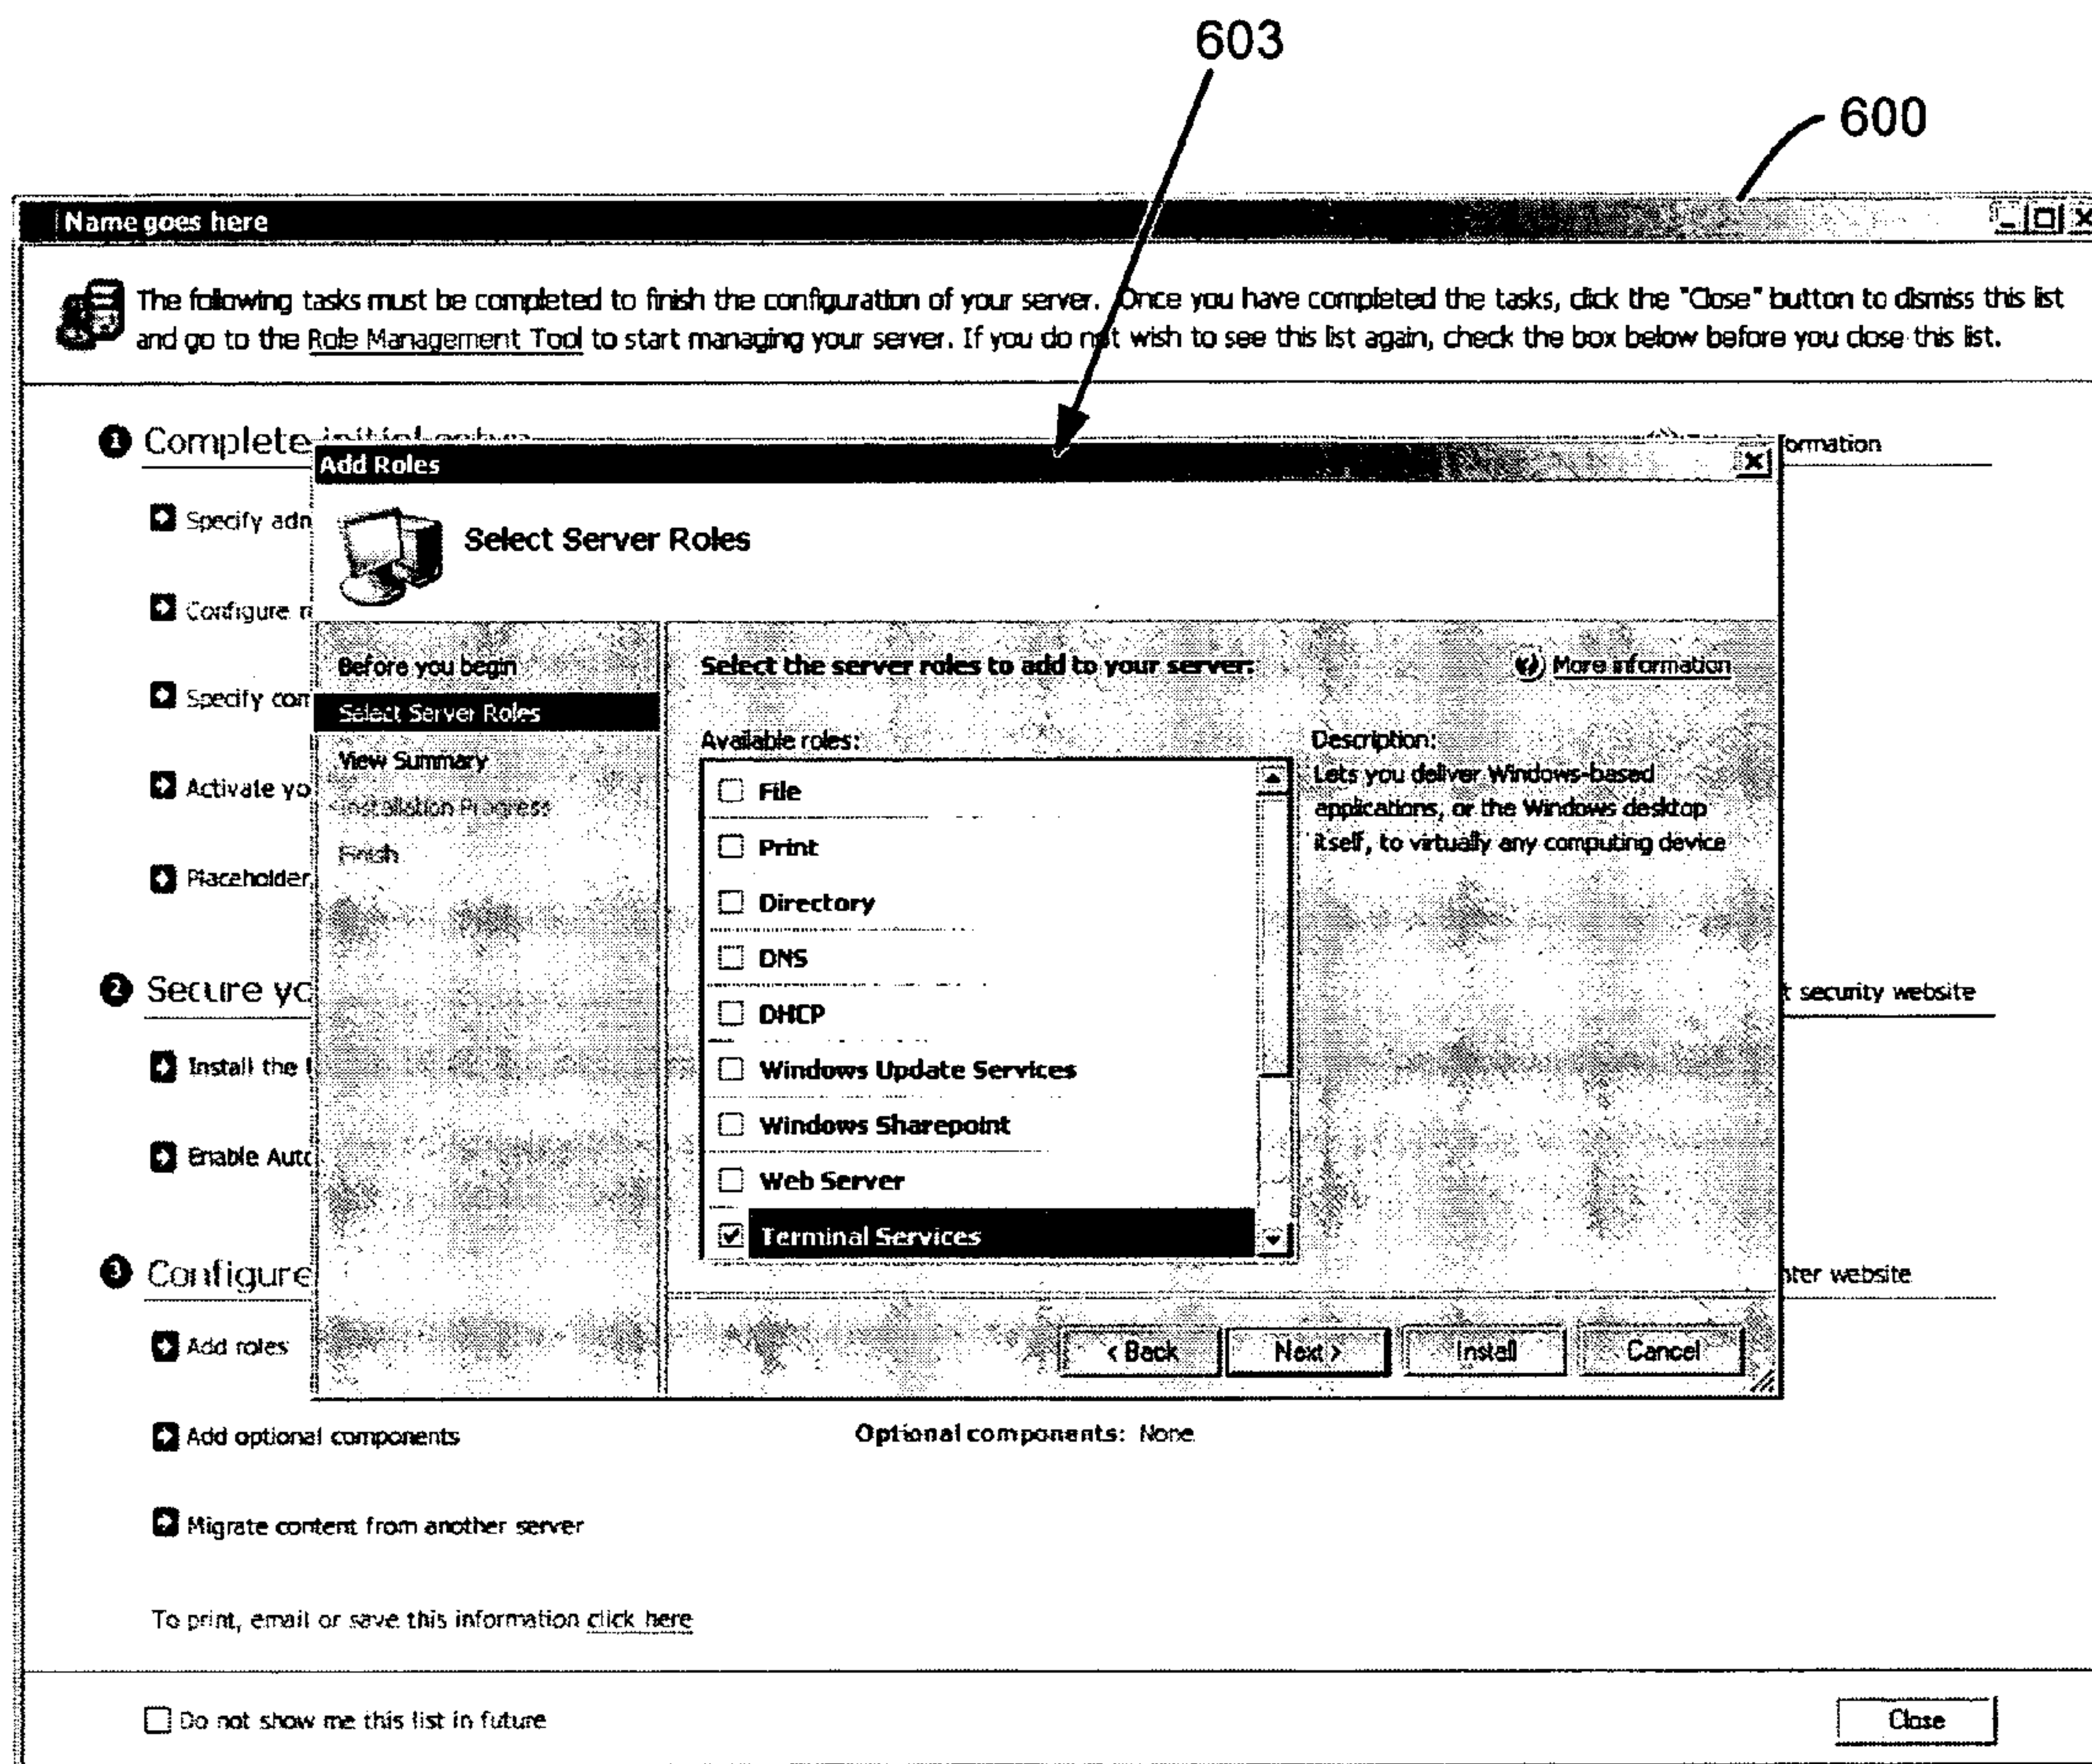 603
600
Name goes here
The following tasks must be completed to finish the configuration of your server. Once you have completed the tasks, click the "Close" button to dismiss this list
and go to the Role Management Tool to start managing your server. If you do not wish to see this list again, check the box below before you close this list.
1 Complete initial setup
ormation
Add Roles
Select Server Roles
Specify adm
Configure n
Specify com
Activate yo
Placeholder
Before you begin
Select Server Roles
View Summary
Installation Progress
Finish
Select the server roles to add to your server:
More information
Available roles:
File
Print
Directory
DNS
DHCP
Windows Update Services
Windows Sharepoint
Web Server
Terminal Services
Description:
Lets you deliver Windows-based
applications, or the Windows desktop
itself, to virtually any computing device
2 Secure yo
t security website
Install the
Enable Auto
3 Configure
nter website
Add roles
< Back
Next >
Install
Cancel
Add optional components
Optional components: None
Migrate content from another server
To print, email or save this information click here
Do not show me this list in future
Close